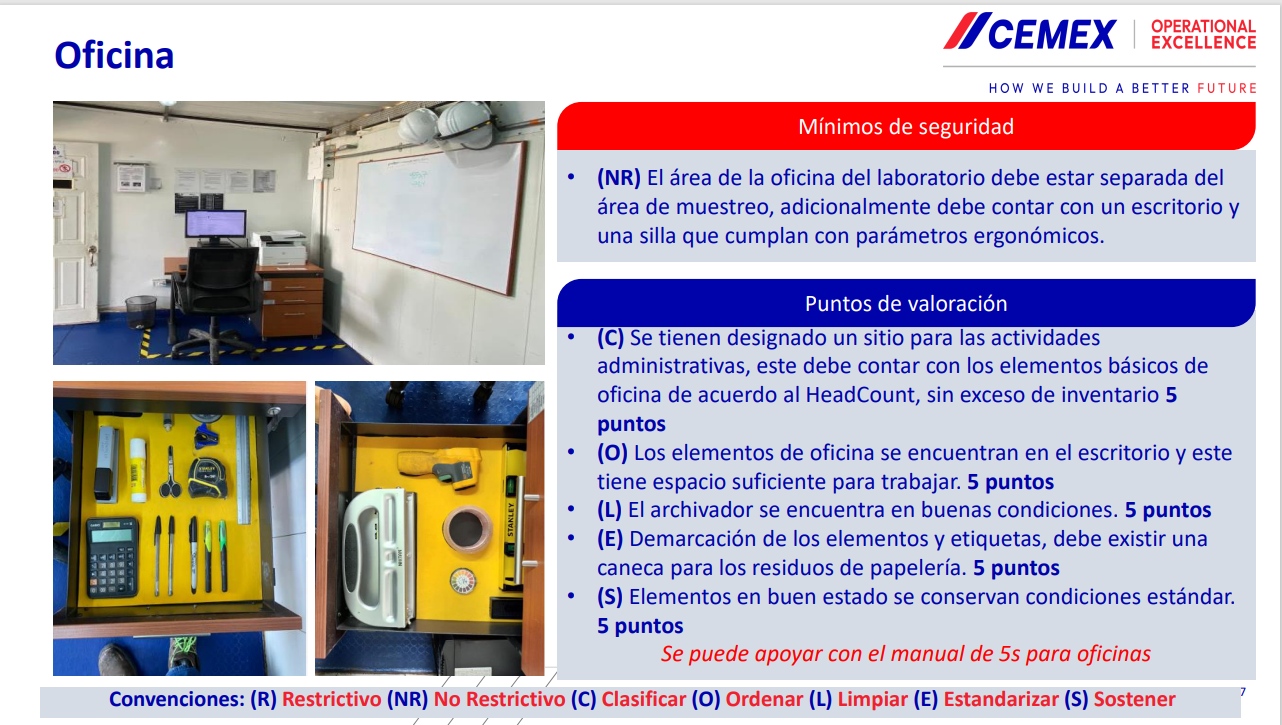 Oficina
CEMEX
OPERATIONAL
EXCELLENCE
HOW WE BUILD A BETTER FUTURE
Mínimos de seguridad
• (NR) El área de la oficina del laboratorio debe estar separada del
área de muestreo, adicionalmente debe contar con un escritorio y
una silla que cumplan con parámetros ergonómicos.
Puntos de valoración
• (C) Se tienen designado un sitio para las actividades
administrativas, este debe contar con los elementos básicos de
oficina de acuerdo al HeadCount, sin exceso de inventario 5
puntos
• (O) Los elementos de oficina se encuentran en el escritorio y este
tiene espacio suficiente para trabajar. 5 puntos
• (L) El archivador se encuentra en buenas condiciones. 5 puntos
• (E) Demarcación de los elementos y etiquetas, debe existir una
caneca para los residuos de papelería. 5 puntos
• (S) Elementos en buen estado se conservan condiciones estándar.
5 puntos
Se puede apoyar con el manual de 5s para oficinas
STANLEY
Convenciones: (R) Restrictivo (NR) No Restrictivo (C) Clasificar (O) Ordenar (L) Limpiar (E) Estandarizar (S) Sostener
7